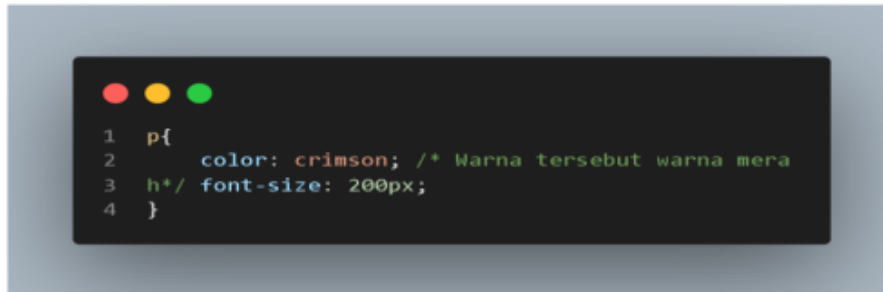 1 p{
2 color: crimson; /* Warna tersebut warna mera
3 h*/ font-size: 200px;
4 }